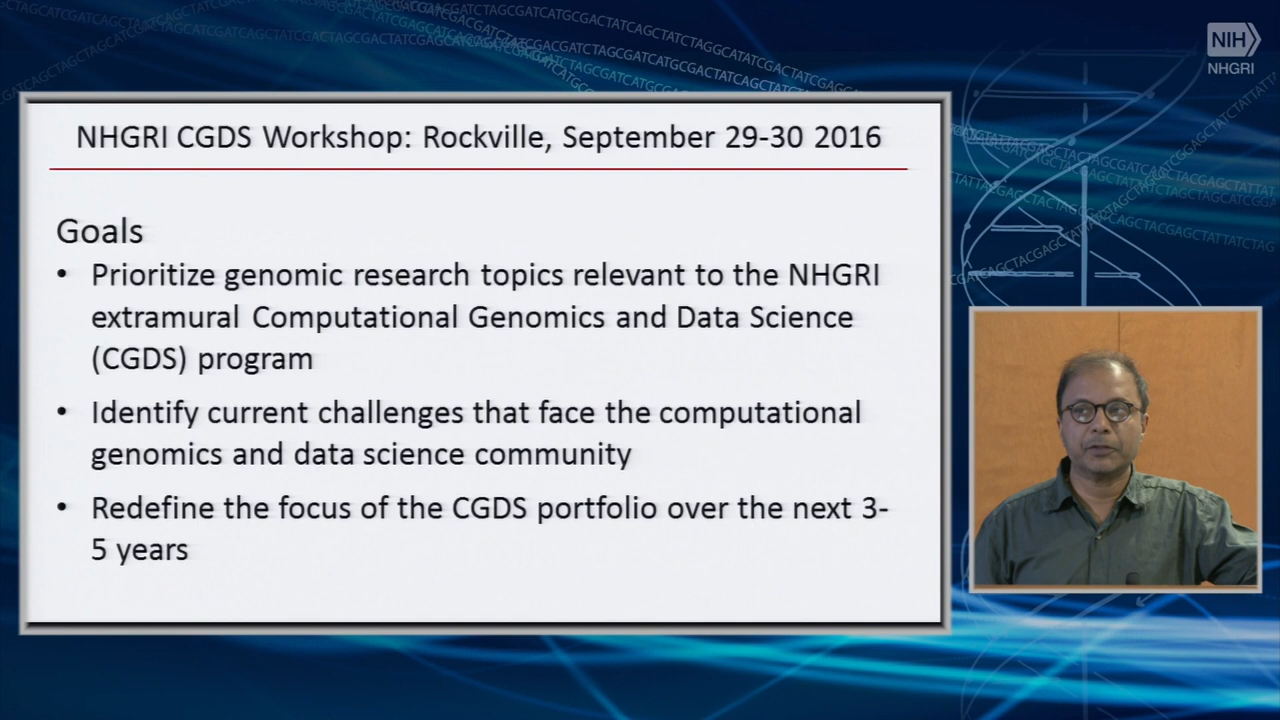 NIH
NHGRI
NHGRI CGDS Workshop: Rockville, September 29-30 2016
Goals
• Prioritize genomic research topics relevant to the NHGRI
extramural Computational Genomics and Data Science
(CGDS) program
• Identify current challenges that face the computational
genomics and data science community
• Redefine the focus of the CGDS portfolio over the next 3-
5 years